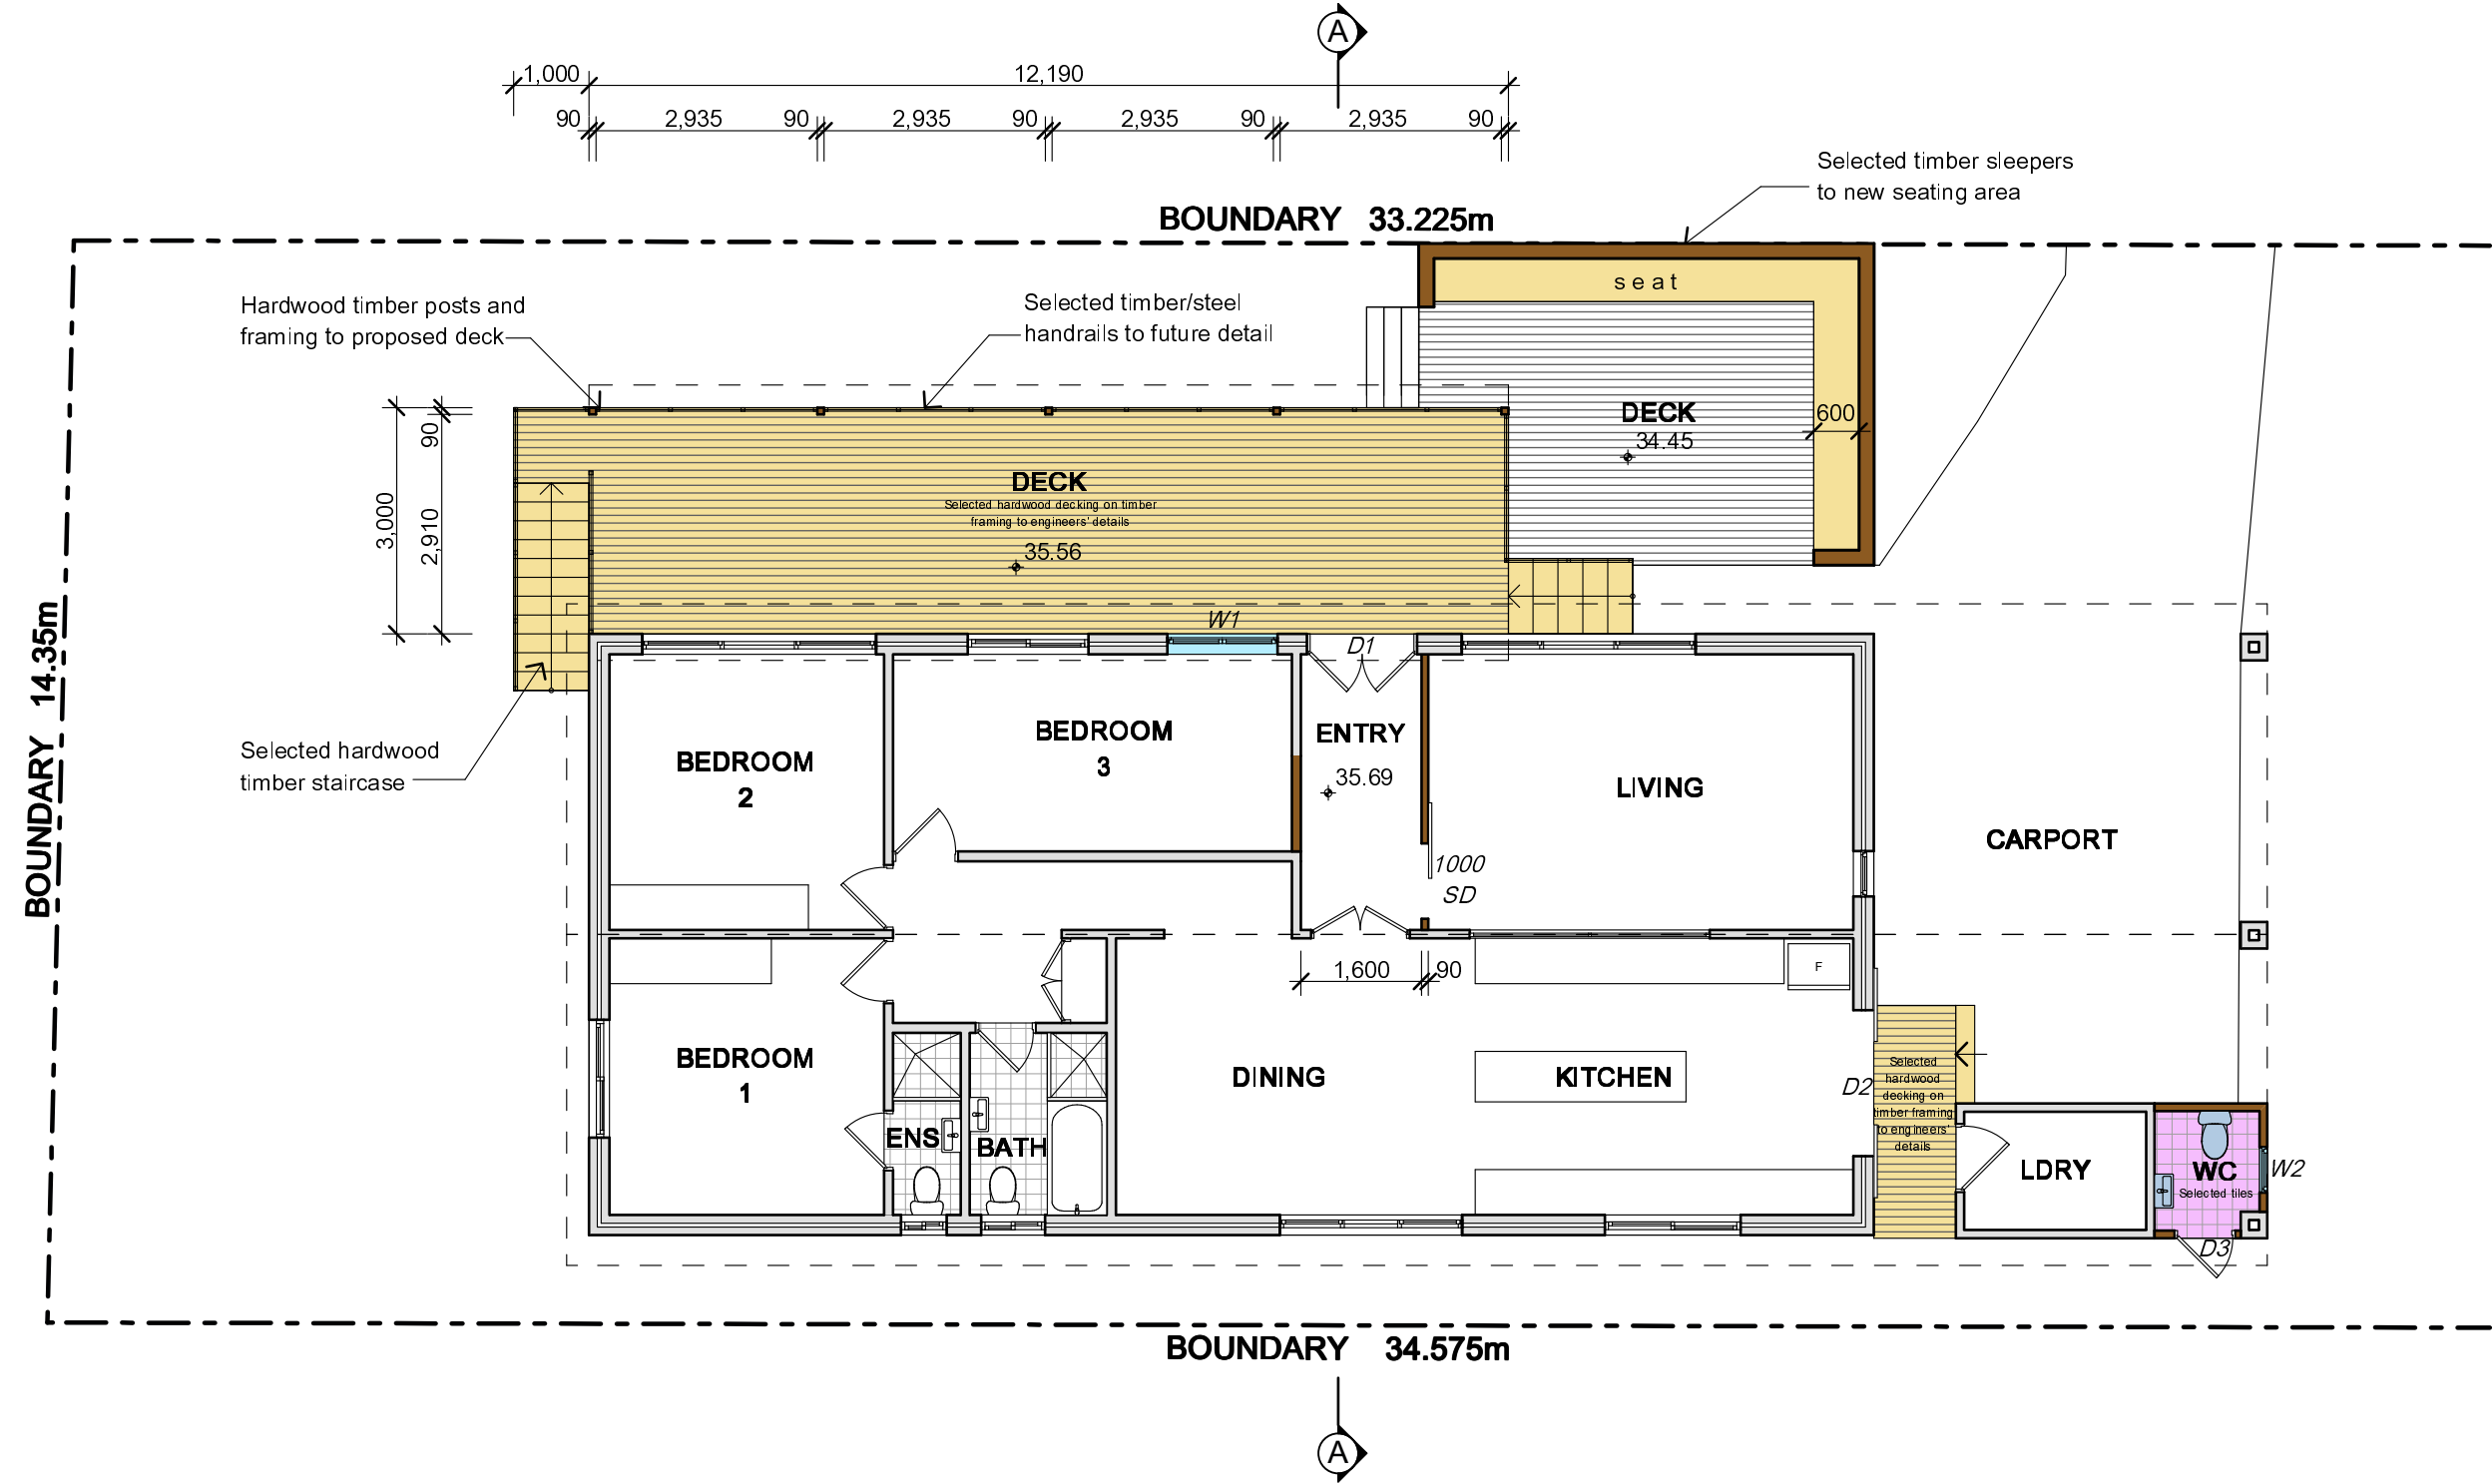 A
1,000
12,190
90
2,935
90
2,935
90
2,935
90
2,935
90
Selected timber sleepers
to new seating area
BOUNDARY 33.225m
seat
Hardwood timber posts and
framing to proposed deck
Selected timber/steel
handrails to future detail
DECK
34.45
600
90
3,000
2,910
DECK
Selected hardwood decking on timber
framing to engineers' details
35.56
W1
D1
BOUNDARY 14.35m
Selected hardwood
timber staircase
BEDROOM
2
BEDROOM
3
ENTRY
35.69
LIVING
CARPORT
1000
SD
1,600
90
F
BEDROOM
1
DINING
KITCHEN
D2
Selected
hardwood
decking on
timber framing
to engineers'
details
ENS
BATH
LDRY
WC
Selected tiles
W2
D3
BOUNDARY 34.575m
A